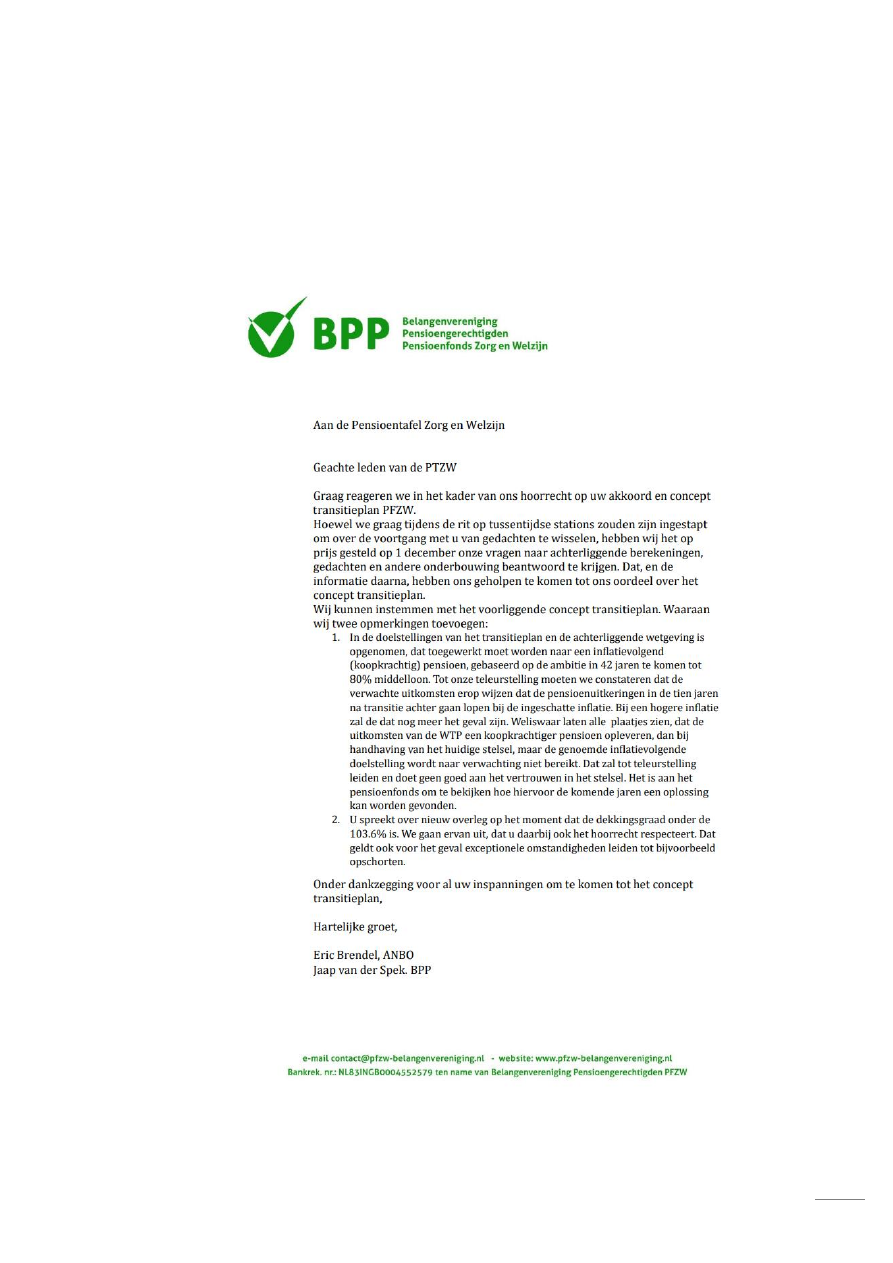 BPP
Belangenvereniging
Pensioengerechtigden
Pensioenfonds Zorg en Welzijn
Aan de Pensioentafel Zorg en Welzijn
Geachte leden van de PTZW
Graag reageren we in het kader van ons hoorrecht op uw akkoord en concept
transitieplan PFZW.
Hoewel we graag tijdens de rit op tussentijdse stations zouden zijn ingestapt
om over de voortgang met u van gedachten te wisselen, hebben wij het op
prijs gesteld op 1 december onze vragen naar achterliggende berekeningen,
gedachten en andere onderbouwing beantwoord te krijgen. Dat, en de
informatie daarna, hebben ons geholpen te komen tot ons oordeel over het
concept transitieplan.
Wij kunnen instemmen met het voorliggende concept transitieplan. Waaraan
wij twee opmerkingen toevoegen:
1. In de doelstellingen van het transitieplan en de achterliggende wetgeving is
opgenomen, dat toegewerkt moet worden naar een inflatievolgend
(koopkrachtig) pensioen, gebaseerd op de ambitie in 42 jaren te komen tot
80% middelloon. Tot onze teleurstelling moeten we constateren dat de
verwachte uitkomsten erop wijzen dat de pensioenuitkeringen in de tien jaren
na transitie achter gaan lopen bij de ingeschatte inflatie. Bij een hogere inflatie
zal de dat nog meer het geval zijn. Weliswaar laten alle plaatjes zien, dat de
uitkomsten van de WTP een koopkrachtiger pensioen opleveren, dan bij
handhaving van het huidige stelsel, maar de genoemde inflatievolgende
doelstelling wordt naar verwachting niet bereikt. Dat zal tot teleurstelling
leiden en doet geen goed aan het vertrouwen in het stelsel. Het is aan het
pensioenfonds om te bekijken hoe hiervoor de komende jaren een oplossing
kan worden gevonden.
2. U spreekt over nieuw overleg op het moment dat de dekkingsgraad onder de
103.6% is. We gaan ervan uit, dat u daarbij ook het hoorrecht respecteert. Dat
geldt ook voor het geval exceptionele omstandigheden leiden tot bijvoorbeeld
opschorten.
Onder dankzegging voor al uw inspanningen om te komen tot het concept
transitieplan,
Hartelijke groet,
Eric Brendel, ANBO
Jaap van der Spek. BPP
e-mail contact@pfzw-belangenvereniging.nl - website: www.pfzw-belangenvereniging.nl
Bankrek. nr.: NL83INGB0004552579 ten name van Belangenvereniging Pensioengerechtigden PFZW